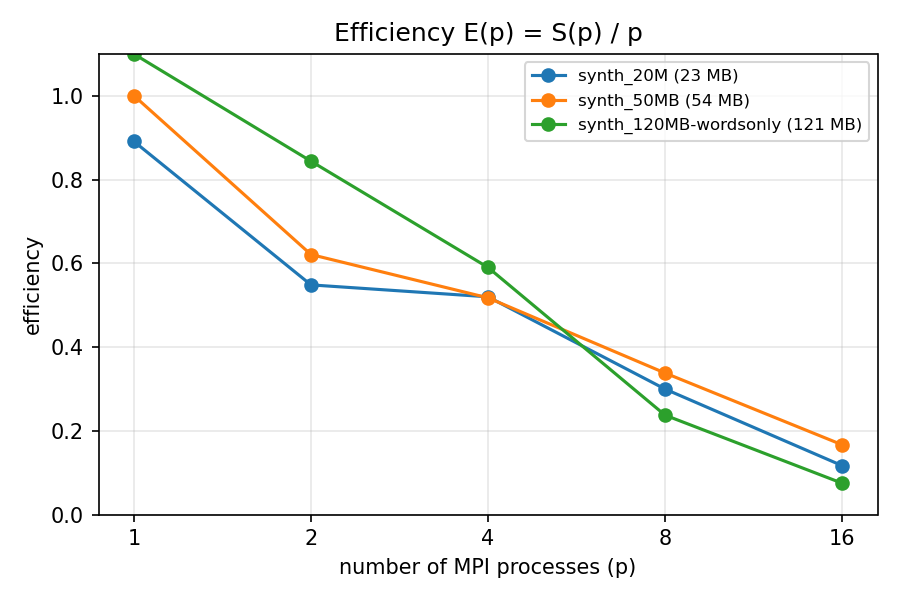 Efficiency E(p) = S(p) / p
synth_20M (23 MB)
synth_50MB (54 MB)
synth_120MB-wordsonly (121 MB)
efficiency
1.0
0.8
0.6
0.4
0.2
0.0
1 2 4 8 16
number of MPI processes (p)